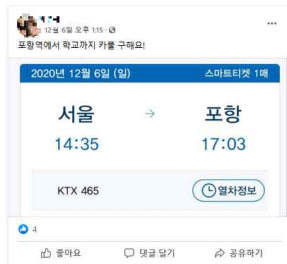 12월 6일 오후 1:15 ·
포항역에서 학교까지 카풀 구해요!
2020년 12월 6일 (일) 스마트티켓 1매
서울 → 포항
14:35 17:03
KTX 465 열차정보
4
좋아요 댓글 달기 공유하기